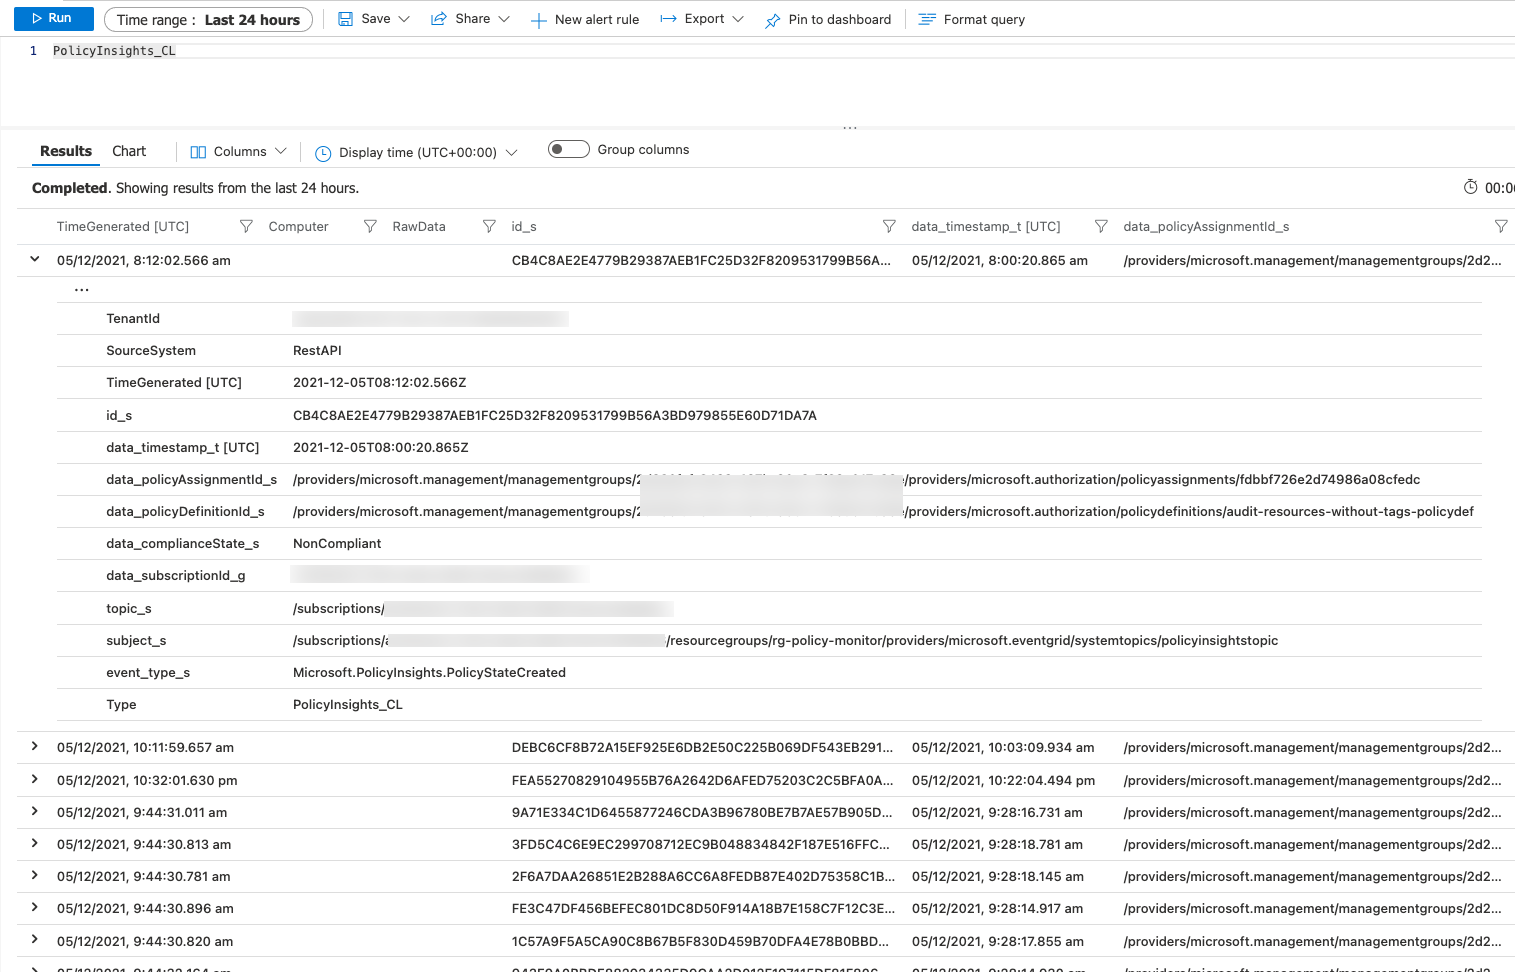 Run Time range : Last 24 hours Save Share New alert rule Export Pin to dashboard Format query
1 PolicyInsights_CL
...
Results Chart Columns Display time (UTC+00:00) Group columns
Completed. Showing results from the last 24 hours. 00:0
TimeGenerated [UTC] Computer RawData id_s data_timestamp_t [UTC] data_policyAssignmentId_s
05/12/2021, 8:12:02.566 am CB4C8AE2E4779B29387AEB1FC25D32F8209531799B56A... 05/12/2021, 8:00:20.865 am /providers/microsoft.management/managementgroups/2d2...
...
TenantId
SourceSystem RestAPI
TimeGenerated [UTC] 2021-12-05T08:12:02.566Z
id_s CB4C8AE2E4779B29387AEB1FC25D32F8209531799B56A3BD979855E60D71DA7A
data_timestamp_t [UTC] 2021-12-05T08:00:20.865Z
data_policyAssignmentId_s /providers/microsoft.management/managementgroups/2 /providers/microsoft.authorization/policyassignments/fdbbf726e2d74986a08cfedc
data_policyDefinitionId_s /providers/microsoft.management/managementgroups/2 /providers/microsoft.authorization/policydefinitions/audit-resources-without-tags-policydef
data_complianceState_s NonCompliant
data_subscriptionId_g
topic_s /subscriptions/
subject_s /subscriptions/a /resourcegroups/rg-policy-monitor/providers/microsoft.eventgrid/systemtopics/policyinsightstopic
event_type_s Microsoft.PolicyInsights.PolicyStateCreated
Type PolicyInsights_CL
05/12/2021, 10:11:59.657 am DEBC6CF8B72A15EF925E6DB2E50C225B069DF543EB291... 05/12/2021, 10:03:09.934 am /providers/microsoft.management/managementgroups/2d2...
05/12/2021, 10:32:01.630 pm FEA55270829104955B76A2642D6AFED75203C2C5BFA0A... 05/12/2021, 10:22:04.494 pm /providers/microsoft.management/managementgroups/2d2...
05/12/2021, 9:44:31.011 am 9A71E334C1D6455877246CDA3B96780BE7B7AE57B905D... 05/12/2021, 9:28:16.731 am /providers/microsoft.management/managementgroups/2d2...
05/12/2021, 9:44:30.813 am 3FD5C4C6E9EC299708712EC9B048834842F187E516FFC... 05/12/2021, 9:28:18.781 am /providers/microsoft.management/managementgroups/2d2...
05/12/2021, 9:44:30.781 am 2F6A7DAA26851E2B288A6CC6A8FEDB87E402D75358C1B... 05/12/2021, 9:28:18.145 am /providers/microsoft.management/managementgroups/2d2...
05/12/2021, 9:44:30.896 am FE3C47DF456BEFEC801DC8D50F914A18B7E158C7F12C3E... 05/12/2021, 9:28:14.917 am /providers/microsoft.management/managementgroups/2d2...
05/12/2021, 9:44:30.820 am 1C57A9F5A5CA90C8B67B5F830D459B70DFA4E78B0BBD... 05/12/2021, 9:28:17.855 am /providers/microsoft.management/managementgroups/2d2...